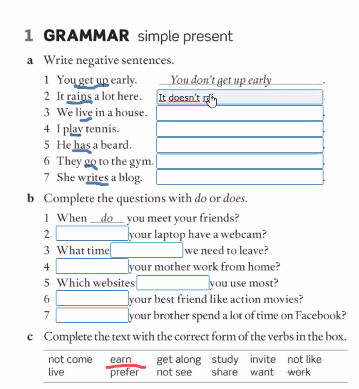 1 GRAMMAR simple present
a Write negative sentences.
1 You get up early. You don't get up early.
2 It rains a lot here. It doesn't
3 We live in a house.
4 I play tennis.
5 He has a beard.
6 They go to the gym.
7 She writes a blog.
b Complete the questions with do or does.
1 When do you meet your friends?
2 your laptop have a webcam?
3 What time we need to leave?
4 your mother work from home?
5 Which websites you use most?
6 your best friend like action movies?
7 your brother spend a lot of time on Facebook?
c Complete the text with the correct form of the verbs in the box.
not come earn get along study invite not like
live prefer not see share want work